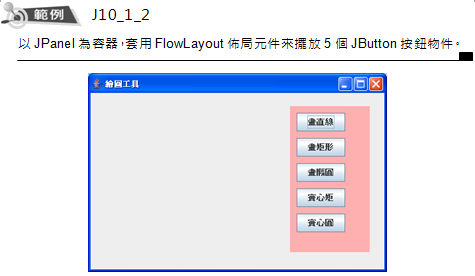 範例 J10_1_2
以 JPanel 為容器，套用 FlowLayout 佈局元件來擺放 5 個 JButton 按鈕物件。
繪圖工具
畫直線
畫矩形
畫橢圓
實心矩
實心圓